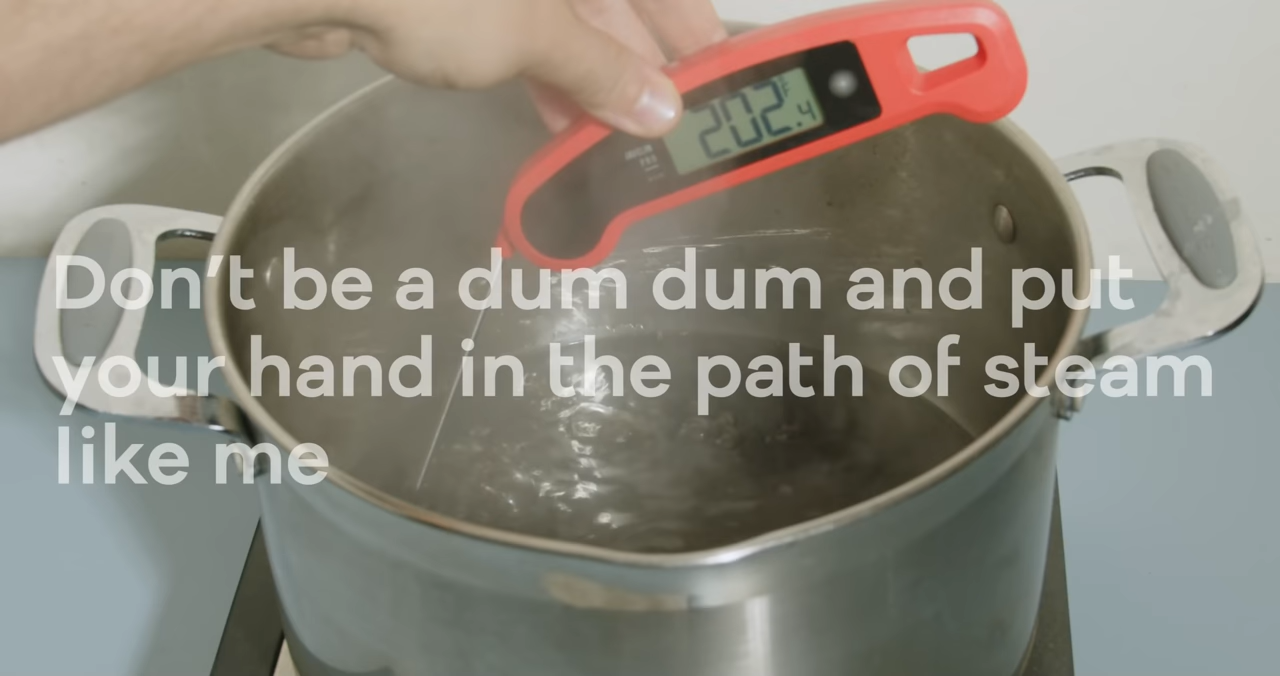 202.4
°F
Don't be a dum dum and put
your hand in the path of steam
like me